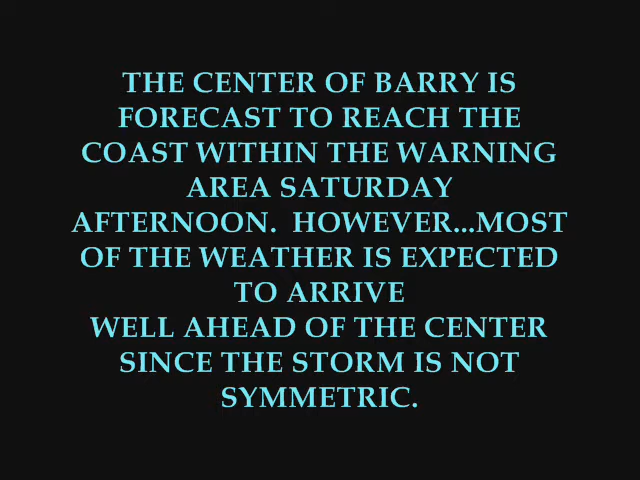 THE CENTER OF BARRY IS
FORECAST TO REACH THE
COAST WITHIN THE WARNING
AREA SATURDAY
AFTERNOON.  HOWEVER...MOST
OF THE WEATHER IS EXPECTED
TO ARRIVE
WELL AHEAD OF THE CENTER
SINCE THE STORM IS NOT
SYMMETRIC.